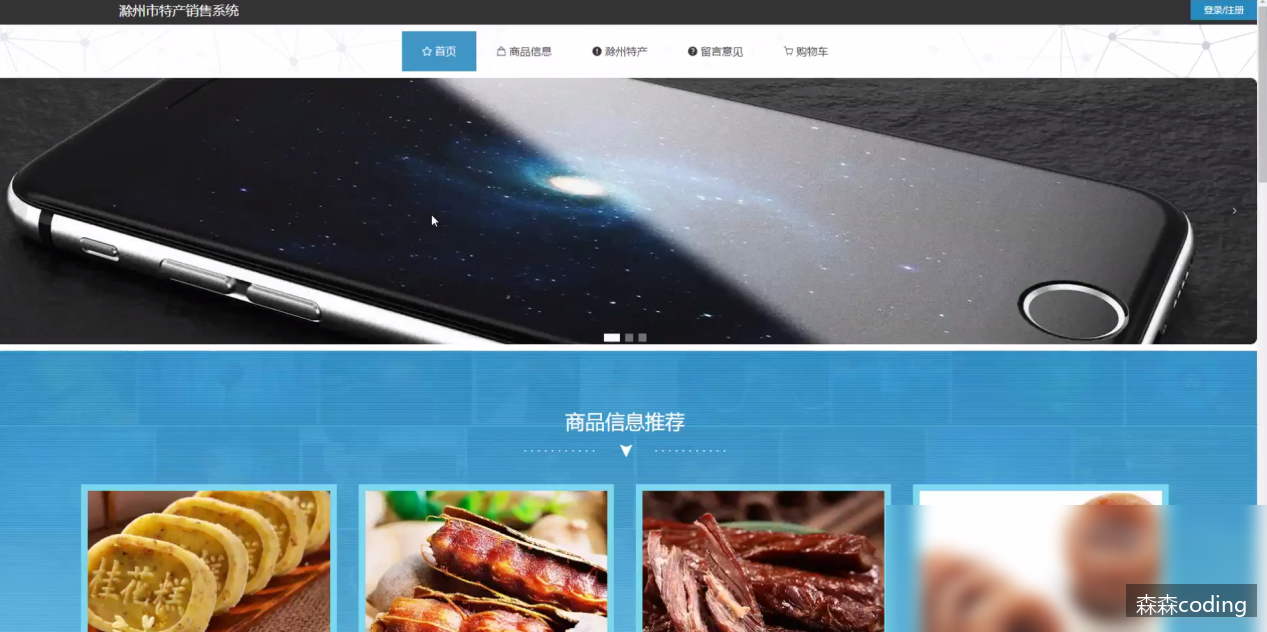 滁州市特产销售系统
登录/注册
首页
商品信息
滁州特产
留言意见
购物车
商品信息推荐
桂花糕
森森coding